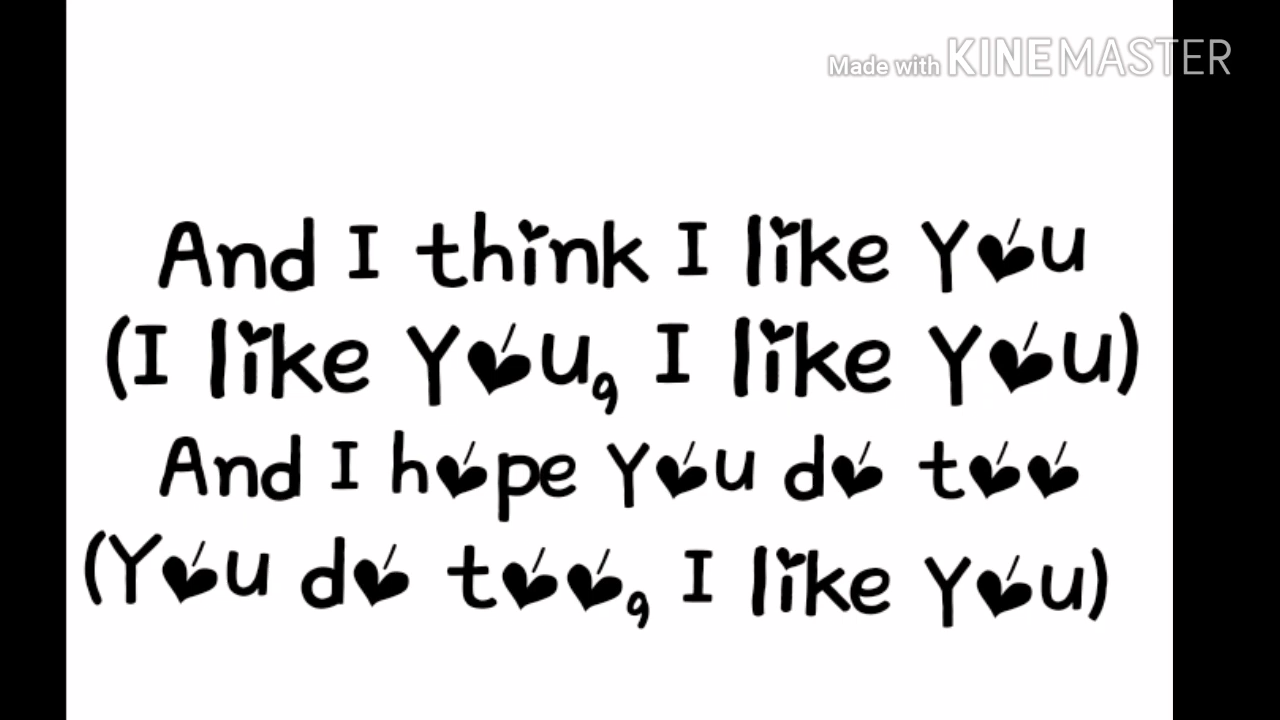 Made with KINEMASTER
And I think I like You
(I like You, I like You)
And I hope You do too
(You do too, I like You)